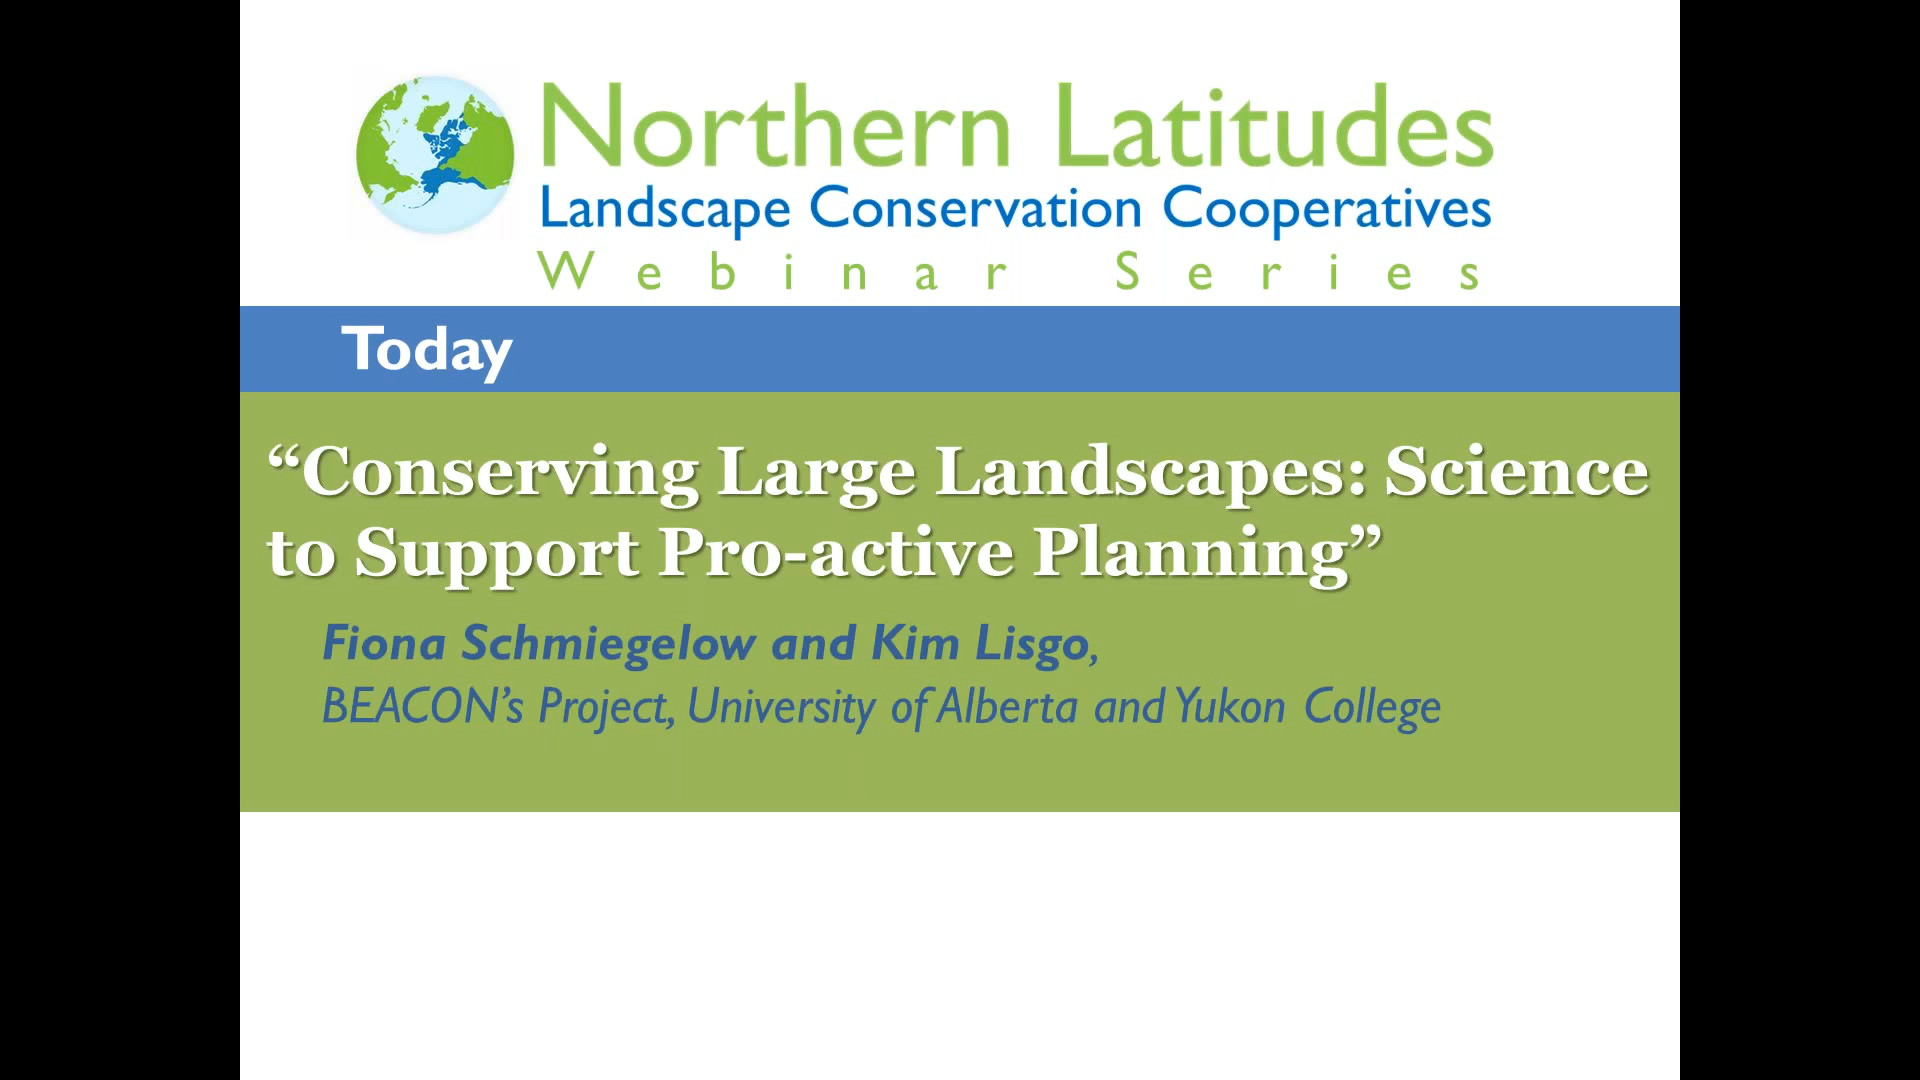 Northern Latitudes
Landscape Conservation Cooperatives
Webinar Series
Today
“Conserving Large Landscapes: Science
to Support Pro-active Planning”
Fiona Schmiegelow and Kim Lisgo,
BEACON’s Project, University of Alberta and Yukon College